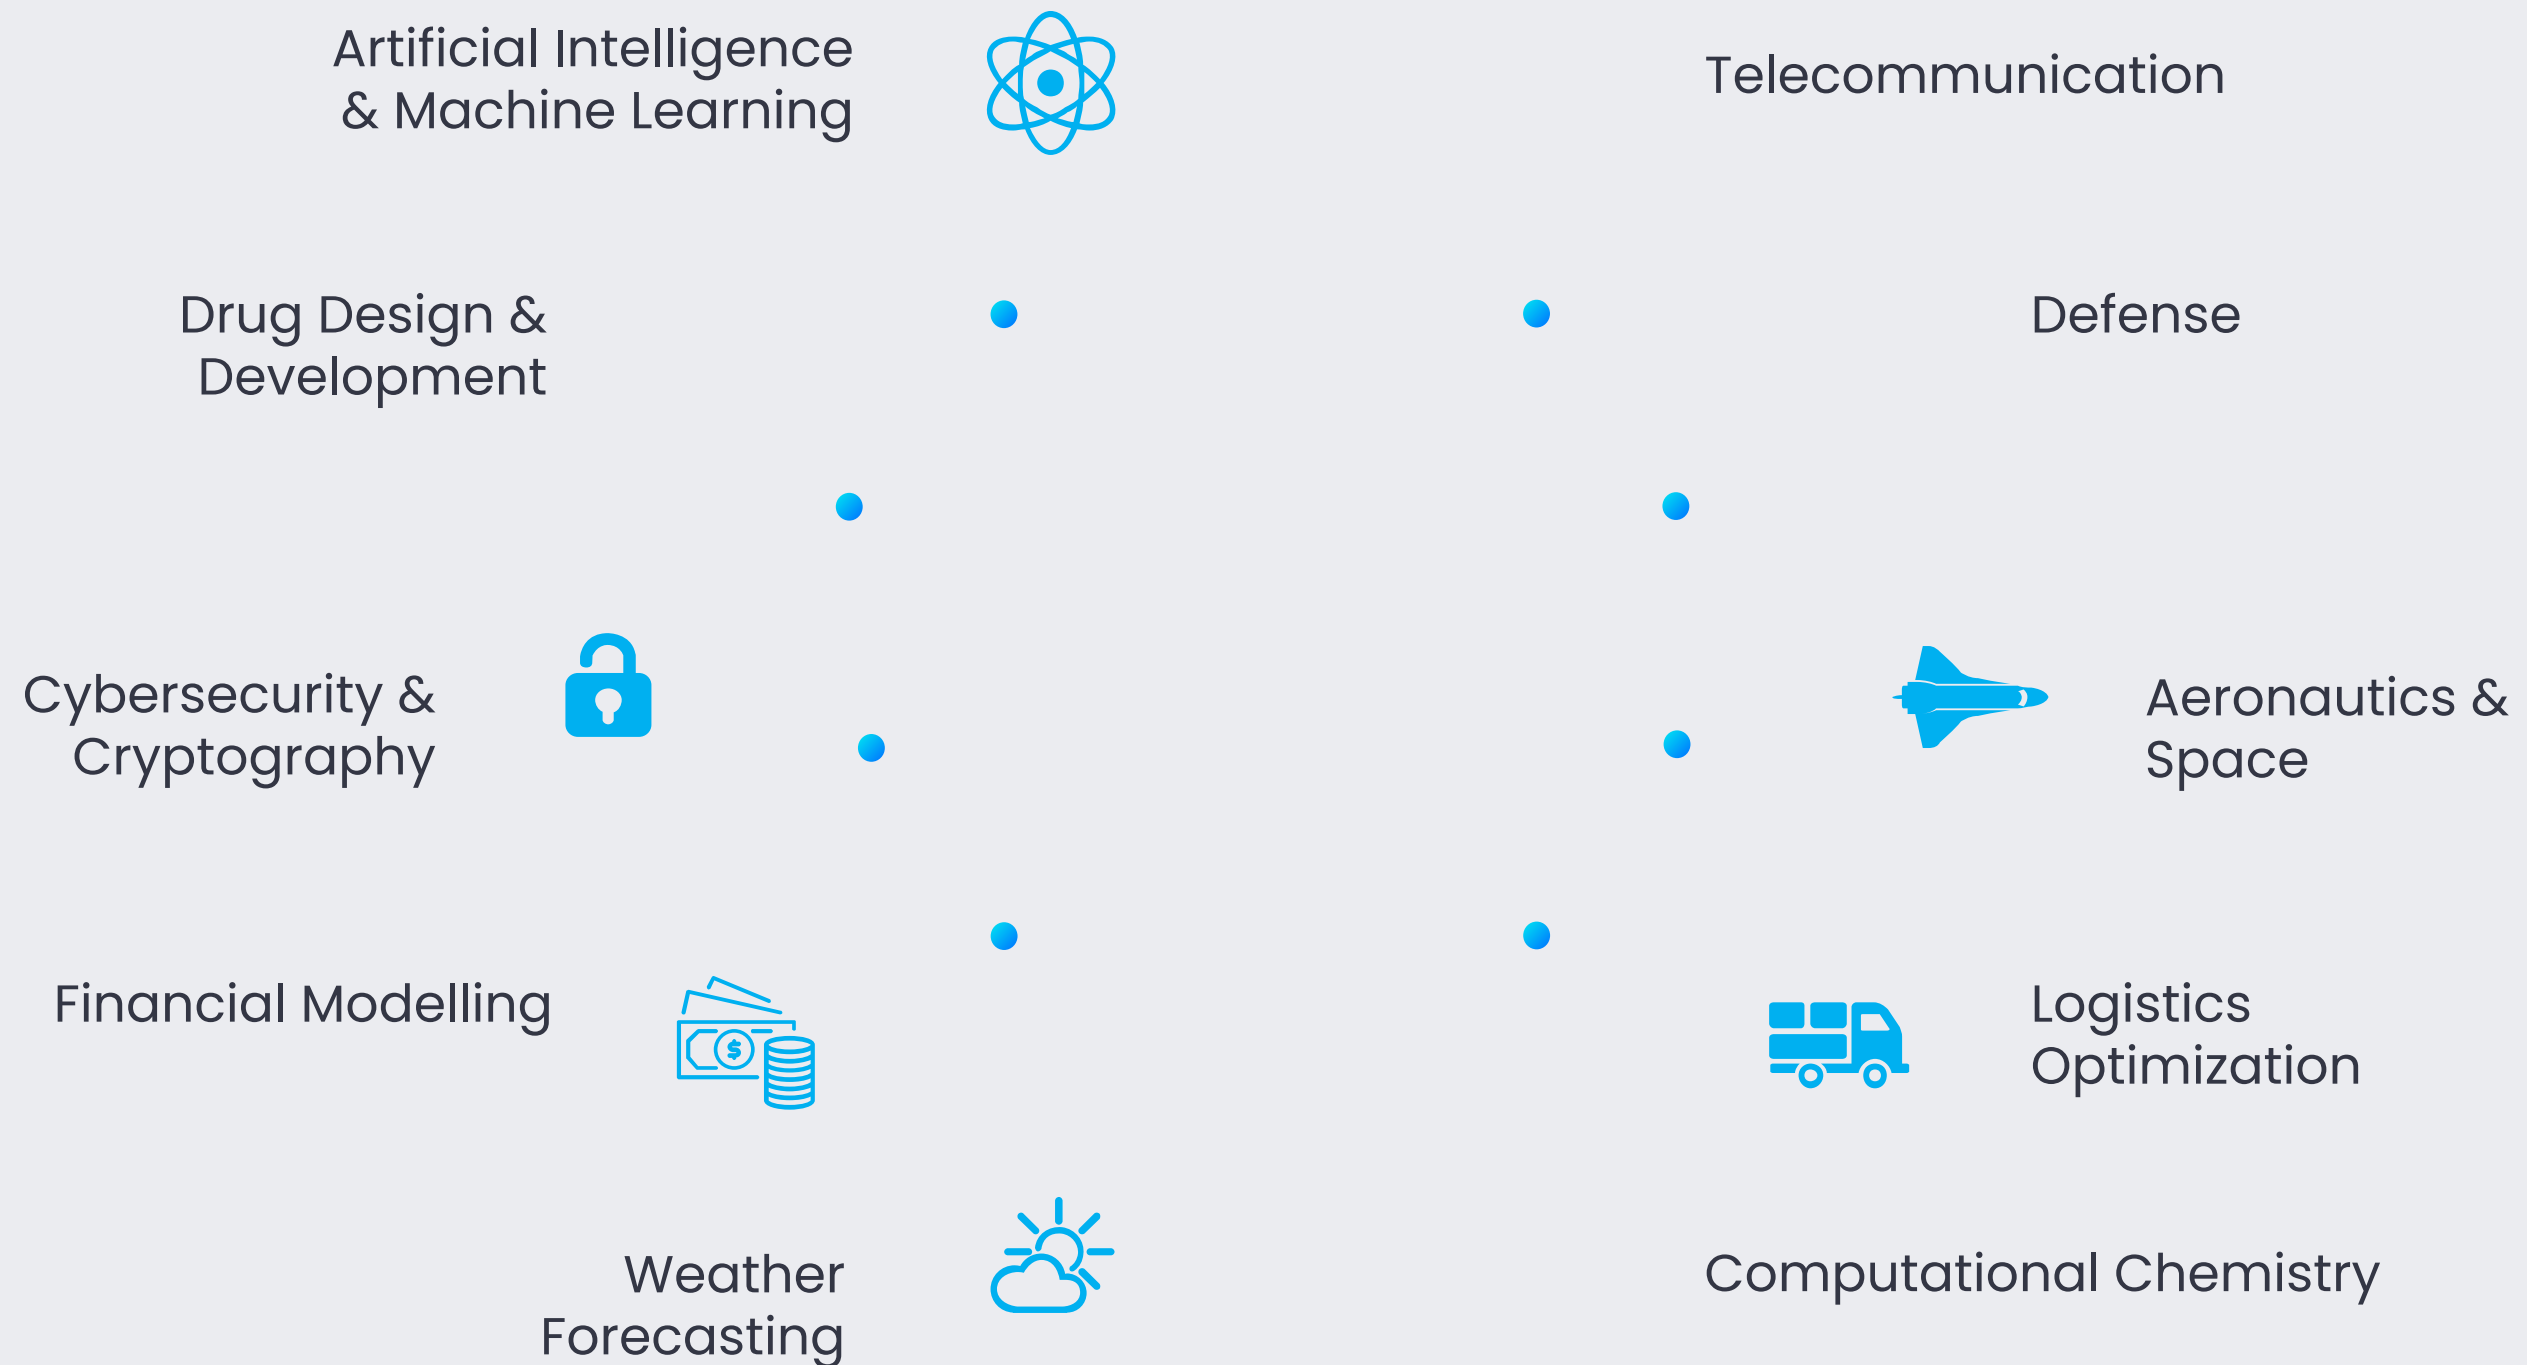 Artificial Intelligence
& Machine Learning
Telecommunication
Drug Design &
Development
Defense
Cybersecurity &
Cryptography
Aeronautics &
Space
Financial Modelling
Logistics
Optimization
Weather
Forecasting
Computational Chemistry
$